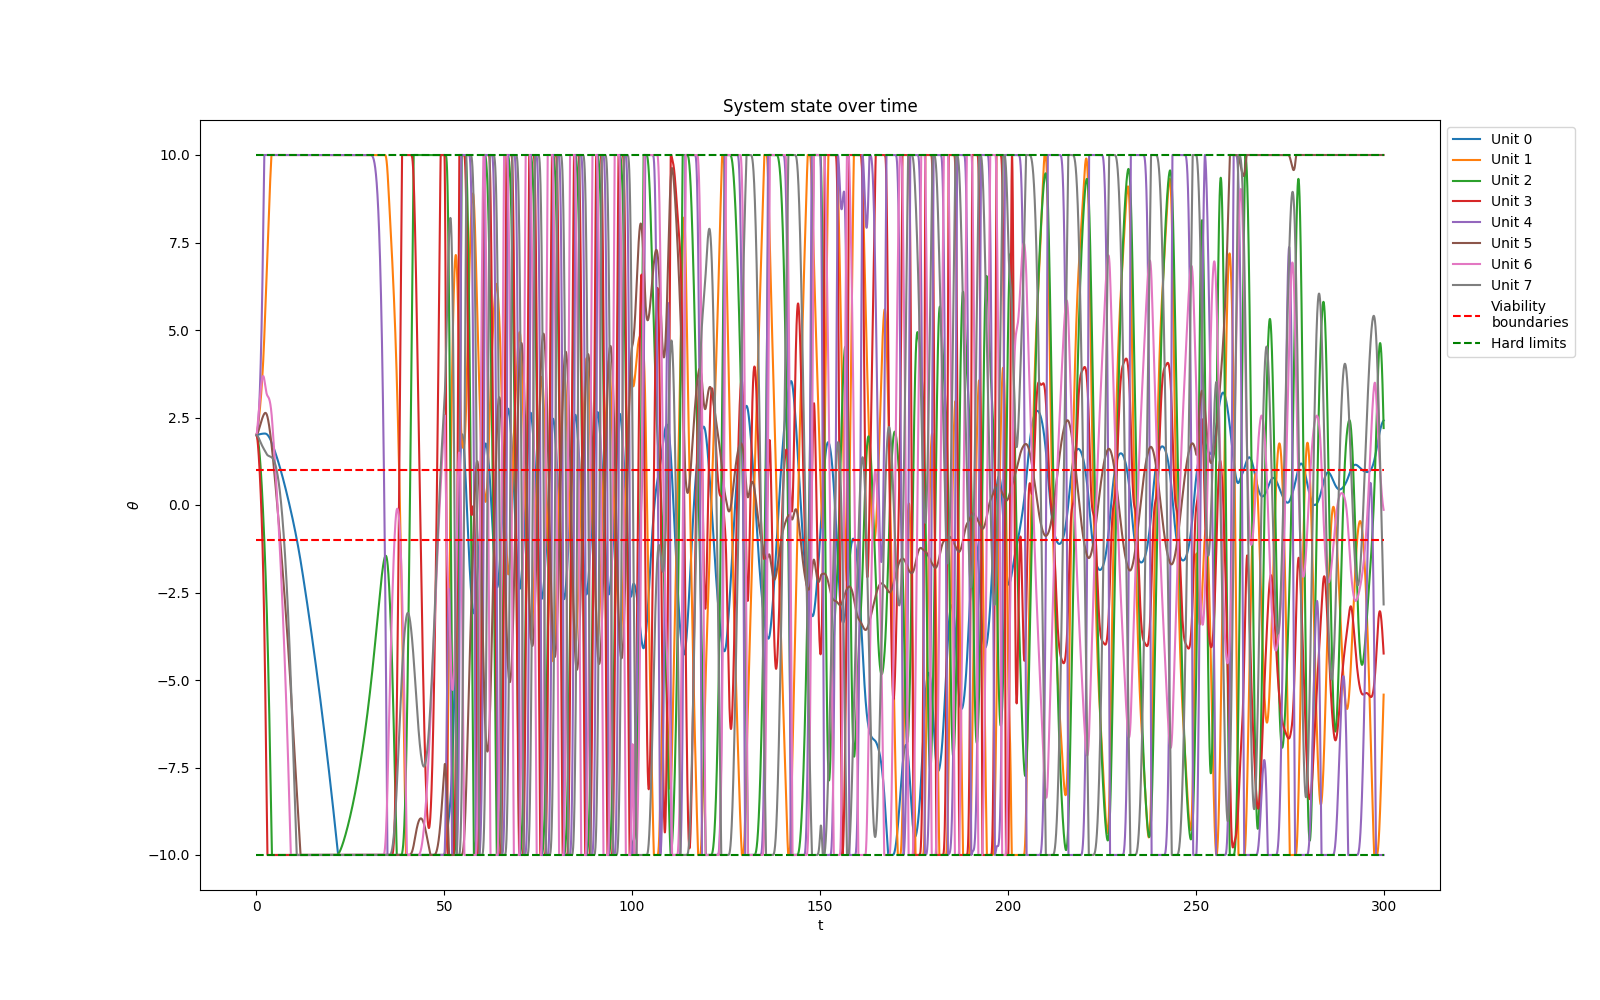 System state over time
10.0
7.5
5.0
2.5
0.0
−2.5
−5.0
−7.5
−10.0
θ
0
50
100
150
200
250
300
t
Unit 0
Unit 1
Unit 2
Unit 3
Unit 4
Unit 5
Unit 6
Unit 7
Viability
boundaries
Hard limits